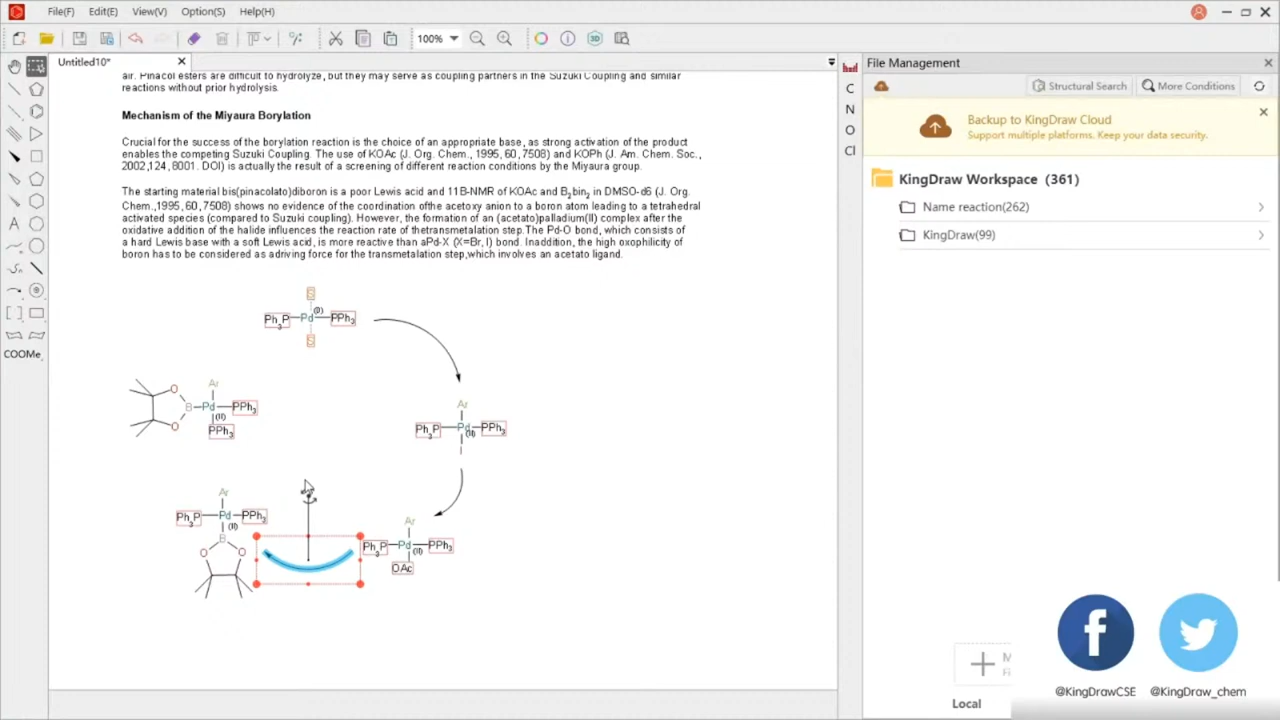 File(F) Edit(E) View(V) Option(S) Help(H)
100%
Untitled10*
air. Pinacol esters are difficult to hydrolyze, but they may serve as coupling partners in the Suzuki Coupling and similar
reactions without prior hydrolysis.
Mechanism of the Miyaura Borylation
Crucial for the success of the borylation reaction is the choice of an appropriate base, as strong activation of the product
enables the competing Suzuki Coupling. The use of KOAc (J. Org. Chem., 1995, 60, 7508) and KOPh (J. Am. Chem. Soc.,
2002,124, 8001. DOI) is actually the result of a screening of different reaction conditions by the Miyaura group.
The starting material bis(pinacolato)diboron is a poor Lewis acid and 11B-NMR of KOAc and B2bin2 in DMSO-d6 (J. Org.
Chem.,1995, 60, 7508) shows no evidence of the coordination ofthe acetoxy anion to a boron atom leading to a tetrahedral
activated species (compared to Suzuki coupling). However, the formation of an (acetato)palladium(II) complex after the
oxidative addition of the halide influences the reaction rate of thetransmetalation step.The Pd-O bond, which consists of
a hard Lewis base with a soft Lewis acid, is more reactive than aPd-X (X=Br, I) bond. Inaddition, the high oxophilicity of
boron has to be considered as adriving force for the transmetalation step,which involves an acetato ligand.
S
(0)
Ph3P Pd PPh3
S
Ar
O
B Pd PPh3
(II)
O
PPh3
Ar
Ph3P Pd PPh3
(II)
I
Ar
Ph3P Pd PPh3
(II)
B
O O
Ar
Ph3P Pd PPh3
(II)
OAc
A
COOMe
C
N
O
Cl
File Management
Structural Search More Conditions
Backup to KingDraw Cloud
Support multiple platforms. Keep your data security.
KingDraw Workspace (361)
Name reaction(262)
KingDraw(99)
Local
@KingDrawCSE @KingDraw_chem